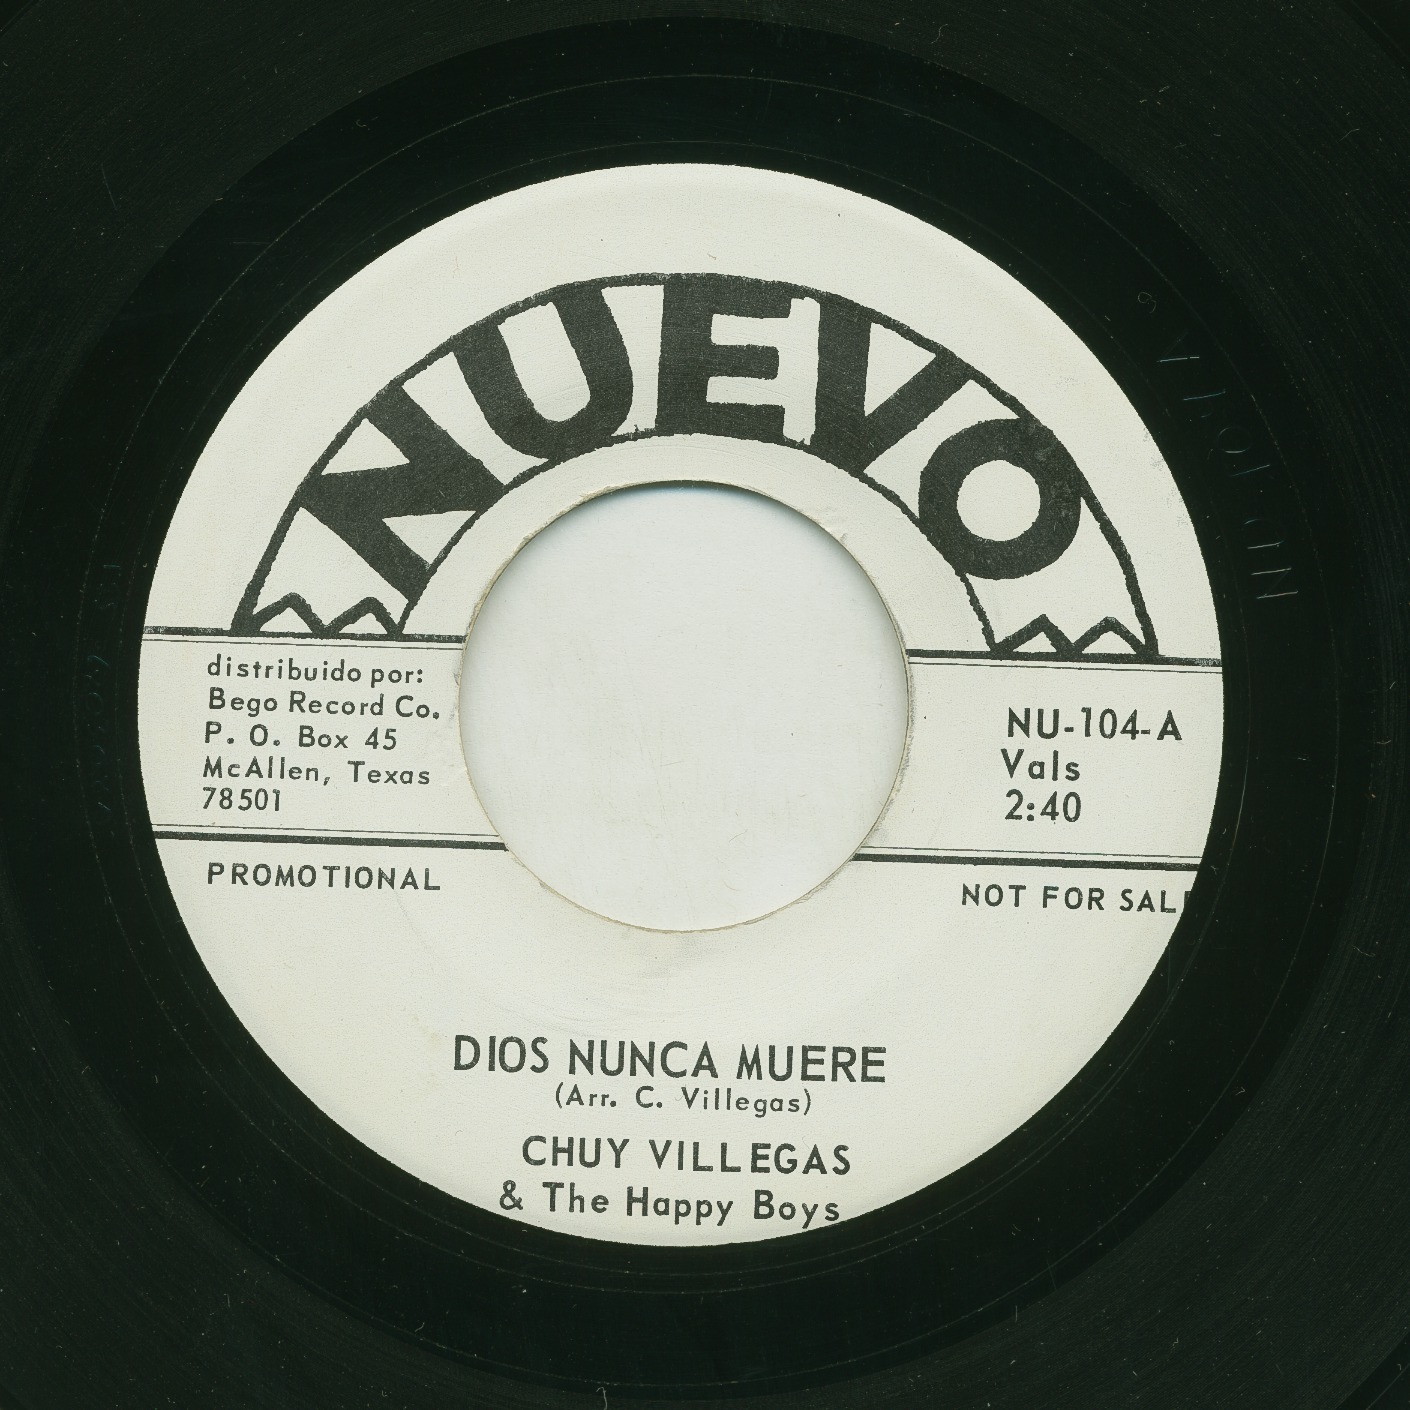 NUEVO
distribuido por:
Bego Record Co.
P. O. Box 45
McAllen, Texas
78501
NU-104-A
Vals
2:40
PROMOTIONAL
NOT FOR SALE
DIOS NUNCA MUERE
(Arr. C. Villegas)
CHUY VILLEGAS
& The Happy Boys